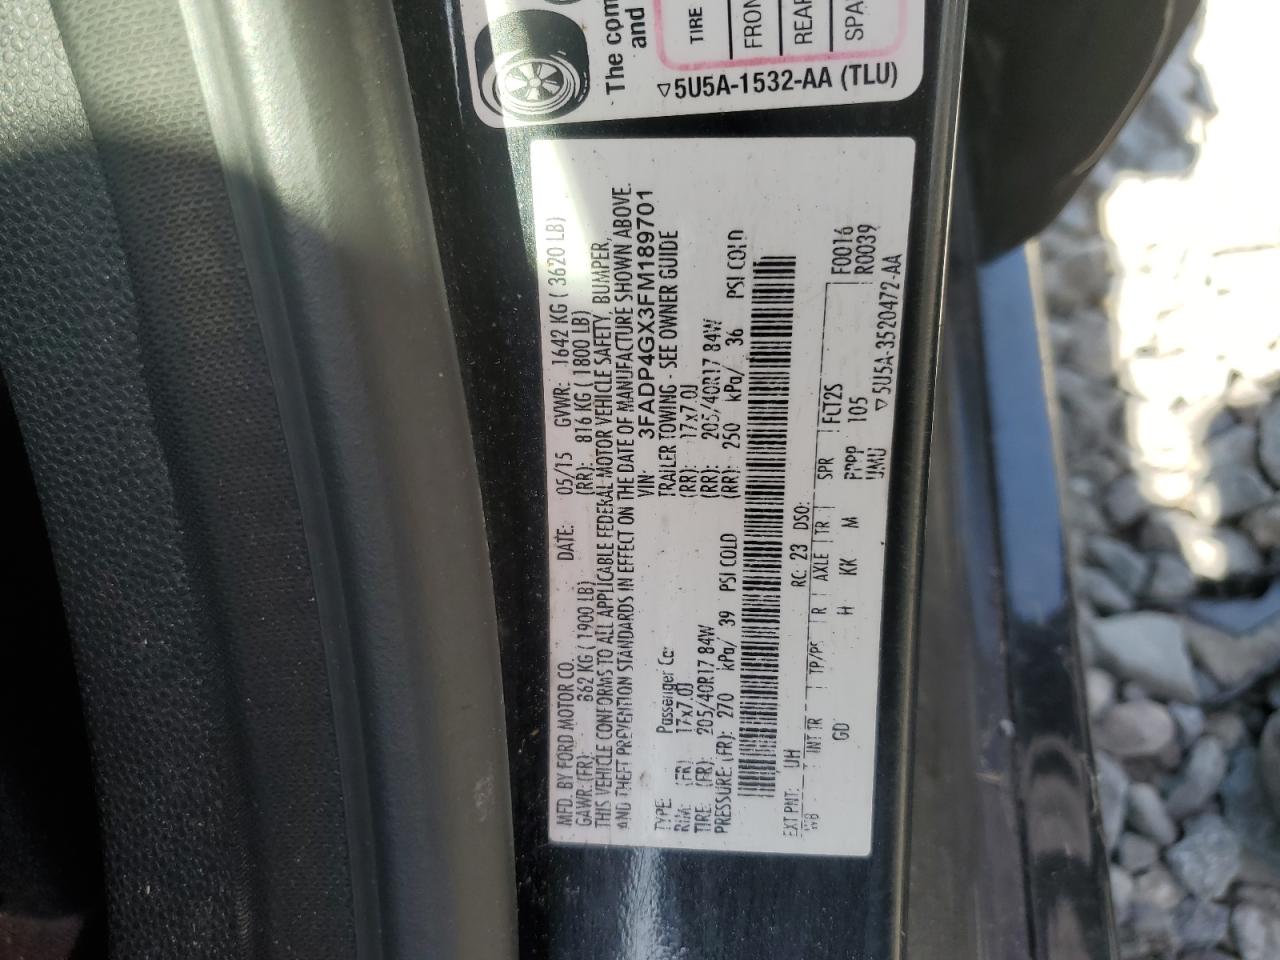 The com
and
TIRE
FRON
REAR
SPA
5U5A-1532-AA (TLU)
MFD. BY FORD MOTOR CO. DATE: 05/15 GVWR: 1642 KG ( 3620 LB)
GAWR: (FR): 862 KG ( 1900 LB) (RR): 816 KG ( 1800 LB)
THIS VEHICLE CONFORMS TO ALL APPLICABLE FEDERAL MOTOR VEHICLE SAFETY, BUMPER,
AND THEFT PREVENTION STANDARDS IN EFFECT ON THE DATE OF MANUFACTURE SHOWN ABOVE.
VIN: 3FADP4GX3FM189701
TYPE: Passenger Car TRAILER TOWING - SEE OWNER GUIDE
RIM: (FR) 17x7.0J (RR): 17x7.0J
TIRE: (FR): 205/40R17 84W (RR): 205/40R17 84W
PRESSURE: (FR): 270 kPa/ 39 PSI COLD (RR): 250 kPa/ 36 PSI COLD
EXT PNT: UH RC: 23 DSO:
WB INT TR TP/PS R AXLE TR SPR FLT2S F0016
GD H KK M PPPP 105 R0039
UMU 5U5A-3520472-AA